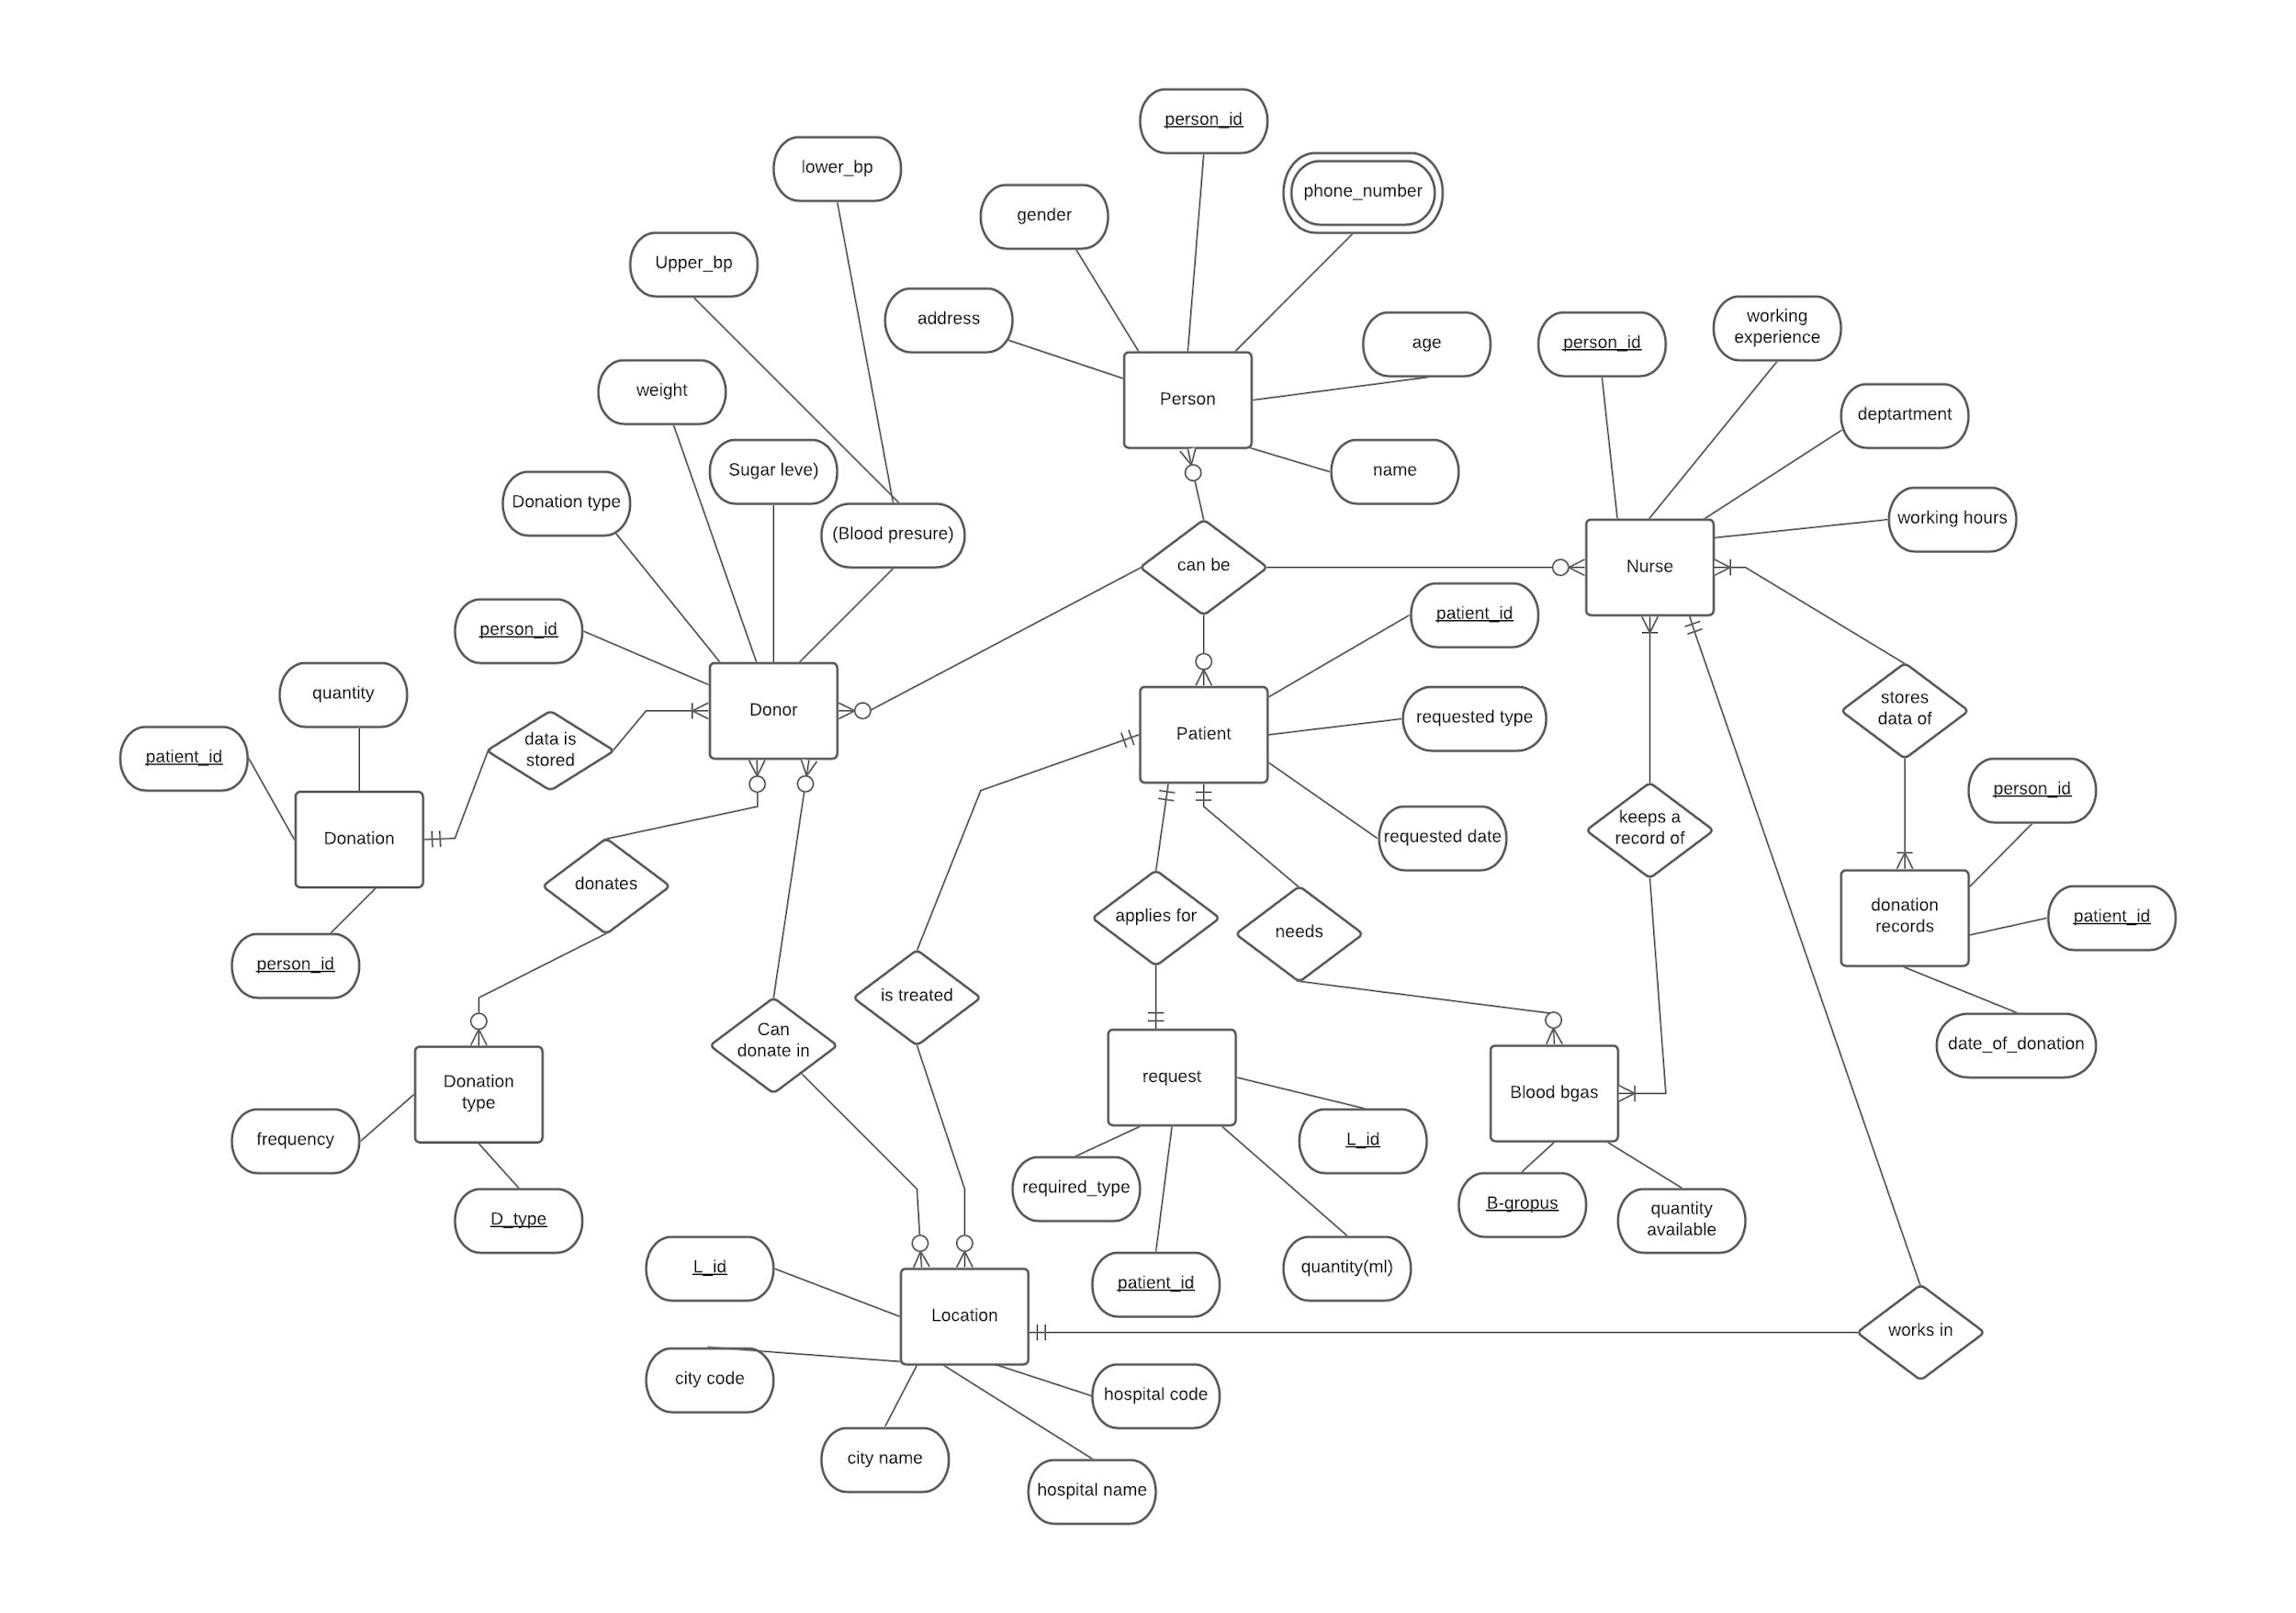 person_id
lower_bp
phone_number
gender
Upper_bp
address
working
experience
age
person_id
weight
deptartment
Person
Sugar leve)
name
Donation type
(Blood presure)
working hours
can be
Nurse
patient_id
person_id
quantity
Donor
requested type
stores
data of
Patient
data is
stored
patient_id
person_id
Donation
keeps a
record of
requested date
donates
applies for
needs
donation
records
patient_id
person_id
is treated
Can
donate in
date_of_donation
Donation
type
request
Blood bgas
frequency
L_id
required_type
B-gropus
quantity
available
D_type
L_id
patient_id
quantity(ml)
Location
works in
city code
hospital code
city name
hospital name